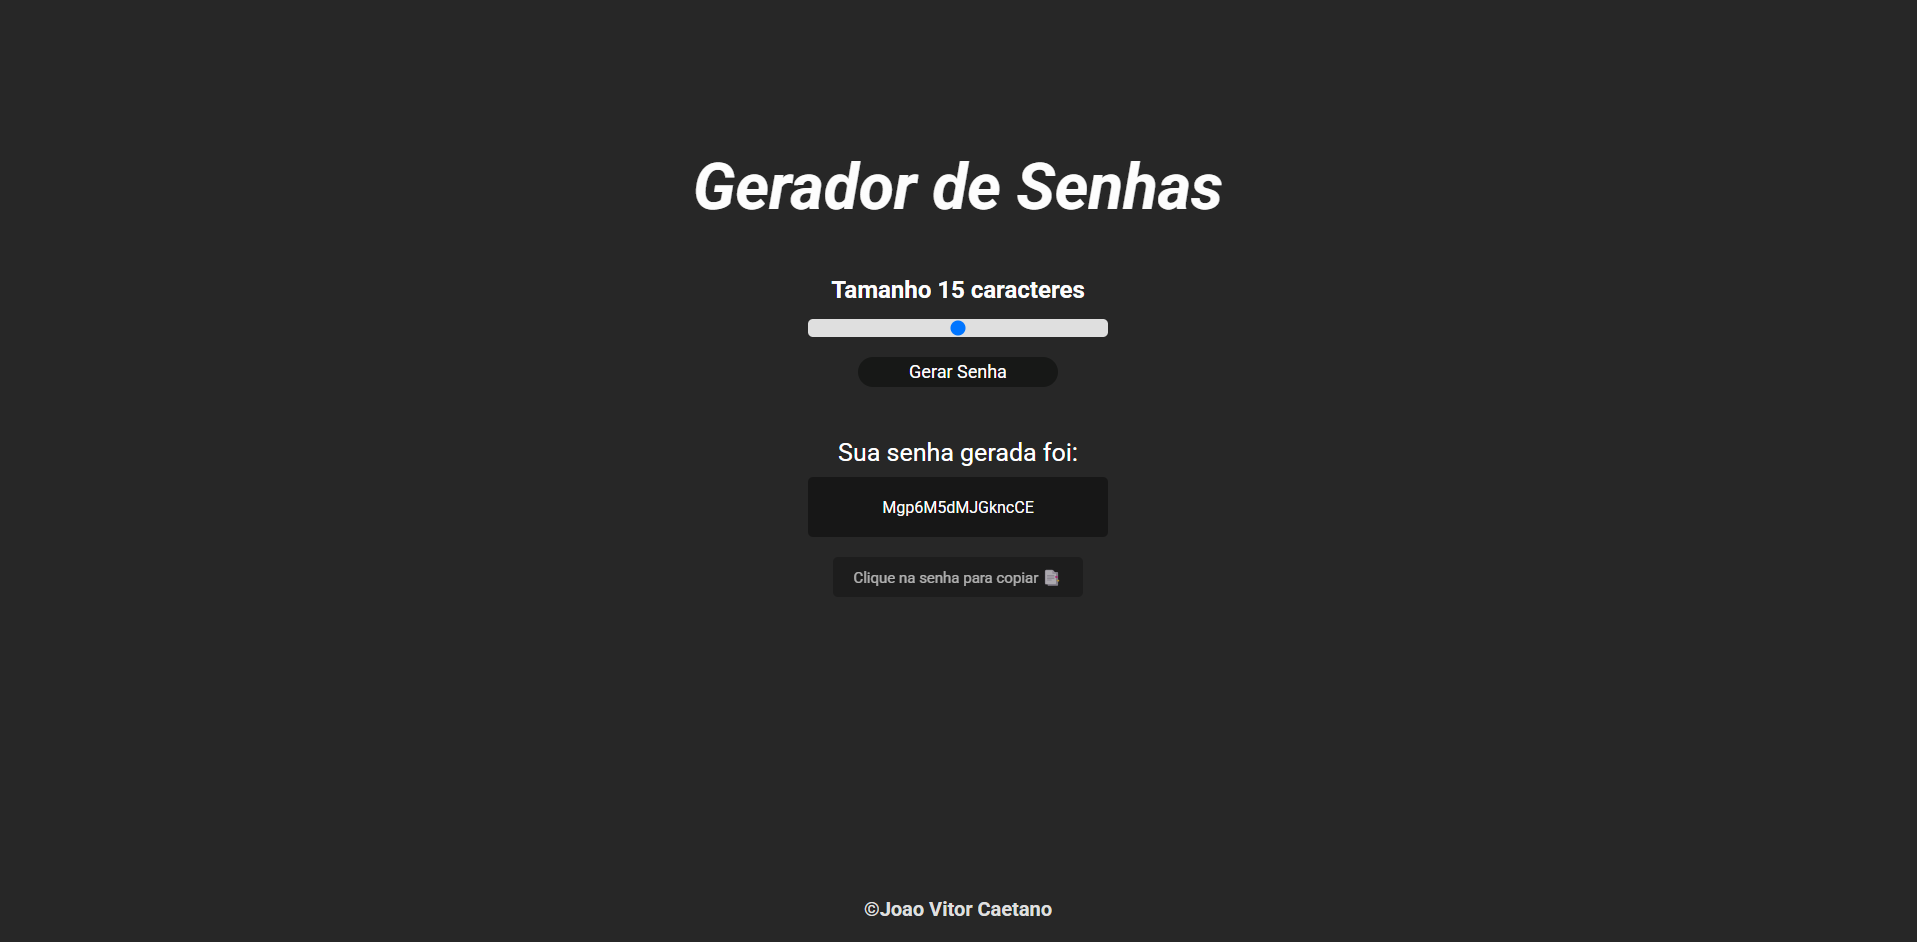 Gerador de Senhas
Tamanho 15 caracteres
Gerar Senha
Sua senha gerada foi:
Mgp6M5dMJGkncCE
Clique na senha para copiar
©Joao Vitor Caetano